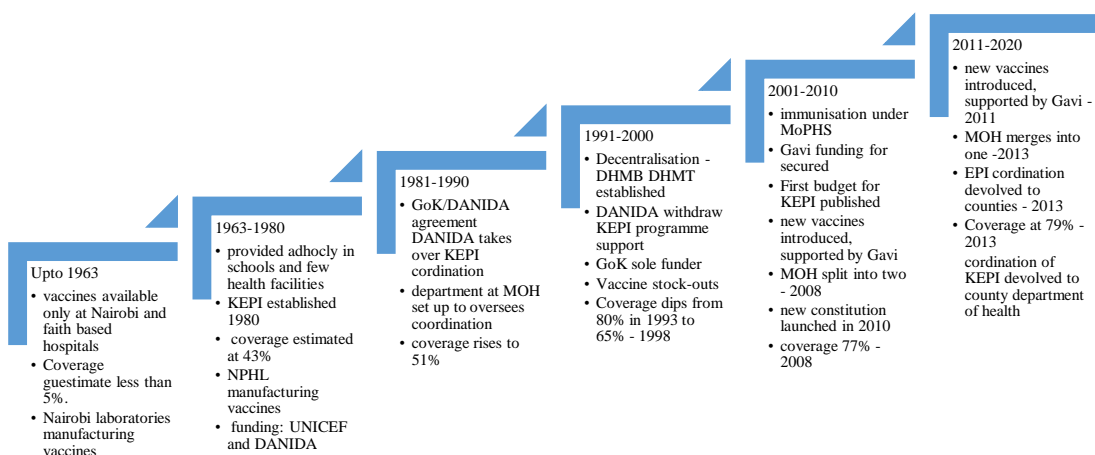 Upto 1963
• vaccines available
only at Nairobi and
faith based
hospitals
• Coverage
guestimate less than
5%.
• Nairobi laboratories
manufacturing
vaccines
1963-1980
• provided adhocly in
schools and few
health facilities
• KEPI established
1980
• coverage estimated
at 43%
• NPHL
manufacturing
vaccines
• funding: UNICEF
and DANIDA
1981-1990
• GoK/DANIDA
agreement
DANIDA takes
over KEPI
cordination
• department at MOH
set up to oversees
coordination
• coverage rises to
51%
1991-2000
• Decentralisation -
DHMB DHMT
established
• DANIDA withdraw
KEPI programme
support
• GoK sole funder
• Vaccine stock-outs
• Coverage dips from
80% in 1993 to
65% - 1998
2001-2010
• immunisation under
MoPHS
• Gavi funding for
secured
• First budget for
KEPI published
• new vaccines
introduced,
supported by Gavi
• MOH split into two
- 2008
• new constitution
launched in 2010
• coverage 77% -
2008
2011-2020
• new vaccines
introduced,
supported by Gavi -
2011
• MOH merges into
one -2013
• EPI cordination
devolved to
counties - 2013
• Coverage at 79% -
2013
cordination of
KEPI devolved to
county department
of health